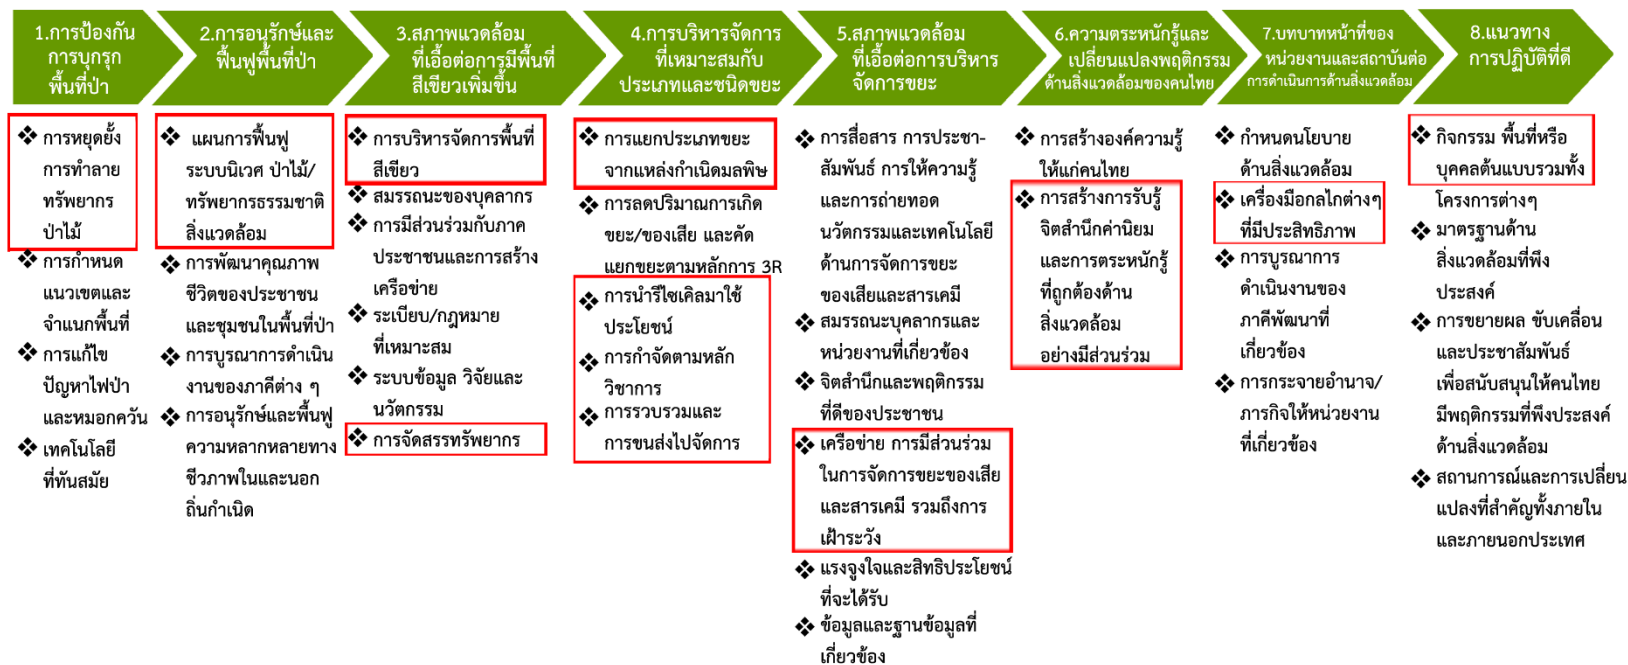 1.การป้องกัน
การบุกรุก
พื้นที่ป่า
2.การอนุรักษ์และ
ฟื้นฟูพื้นที่ป่า
3.สภาพแวดล้อม
ที่เอื้อต่อการมีพื้นที่
สีเขียวเพิ่มขึ้น
4.การบริหารจัดการ
ที่เหมาะสมกับ
ประเภทและชนิดขยะ
5.สภาพแวดล้อม
ที่เอื้อต่อการบริหาร
จัดการขยะ
6.ความตระหนักรู้และ
เปลี่ยนแปลงพฤติกรรม
ด้านสิ่งแวดล้อมของคนไทย
7.บทบาทหน้าที่ของ
หน่วยงานและสถาบันต่อ
การดำเนินการด้านสิ่งแวดล้อม
8.แนวทาง
การปฏิบัติที่ดี
❖ การหยุดยั้ง
การทำลาย
ทรัพยากร
ป่าไม้
❖ การกำหนด
แนวเขตและ
จำแนกพื้นที่
❖ การแก้ไข
ปัญหาไฟป่า
และหมอกควัน
❖ เทคโนโลยี
ที่ทันสมัย
❖ แผนการฟื้นฟู
ระบบนิเวศ ป่าไม้/
ทรัพยากรธรรมชาติ
สิ่งแวดล้อม
❖ การพัฒนาคุณภาพ
ชีวิตของประชาชน
และชุมชนในพื้นที่ป่า
❖ การบูรณาการดำเนิน
งานของภาคีต่าง ๆ
❖ การอนุรักษ์และพื้นฟู
ความหลากหลายทาง
ชีวภาพในและนอก
ถิ่นกำเนิด
❖ การบริหารจัดการพื้นที่
สีเขียว
❖ สมรรถนะของบุคลากร
❖ การมีส่วนร่วมกับภาค
ประชาชนและการสร้าง
เครือข่าย
❖ ระเบียบ/กฎหมาย
ที่เหมาะสม
❖ ระบบข้อมูล วิจัยและ
นวัตกรรม
❖ การจัดสรรทรัพยากร
❖ การแยกประเภทขยะ
จากแหล่งกำเนิดมลพิษ
❖ การลดปริมาณการเกิด
ขยะ/ของเสีย และคัด
แยกขยะตามหลักการ 3R
❖ การนำรีไซเคิลมาใช้
ประโยชน์
❖ การกำจัดตามหลัก
วิชาการ
❖ การรวบรวมและ
การขนส่งไปจัดการ
❖ การสื่อสาร การประชา-
สัมพันธ์ การให้ความรู้
และการถ่ายทอด
นวัตกรรมและเทคโนโลยี
ด้านการจัดการขยะ
ของเสียและสารเคมี
❖ สมรรถนะบุคลากรและ
หน่วยงานที่เกี่ยวข้อง
❖ จิตสำนึกและพฤติกรรม
ที่ดีของประชาชน
❖ เครือข่าย การมีส่วนร่วม
ในการจัดการขยะของเสีย
และสารเคมี รวมถึงการ
เฝ้าระวัง
❖ แรงจูงใจและสิทธิประโยชน์
ที่จะได้รับ
❖ ข้อมูลและฐานข้อมูลที่
เกี่ยวข้อง
❖ การสร้างองค์ความรู้
ให้แก่คนไทย
❖ การสร้างการรับรู้
จิตสำนึกค่านิยม
และการตระหนักรู้
ที่ถูกต้องด้าน
สิ่งแวดล้อม
อย่างมีส่วนร่วม
❖ กำหนดนโยบาย
ด้านสิ่งแวดล้อม
❖ เครื่องมือกลไกต่างๆ
ที่มีประสิทธิภาพ
❖ การบูรณาการ
ดำเนินงานของ
ภาคีพัฒนาที่
เกี่ยวข้อง
❖ การกระจายอำนาจ/
ภารกิจให้หน่วยงาน
ที่เกี่ยวข้อง
❖ กิจกรรม พื้นที่หรือ
บุคคลต้นแบบรวมทั้ง
โครงการต่างๆ
❖ มาตรฐานด้าน
สิ่งแวดล้อมที่พึง
ประสงค์
❖ การขยายผล ขับเคลื่อน
และประชาสัมพันธ์
เพื่อสนับสนุนให้คนไทย
มีพฤติกรรมที่พึงประสงค์
ด้านสิ่งแวดล้อม
❖ สถานการณ์และการเปลี่ยน
แปลงที่สำคัญทั้งภายใน
และภายนอกประเทศ